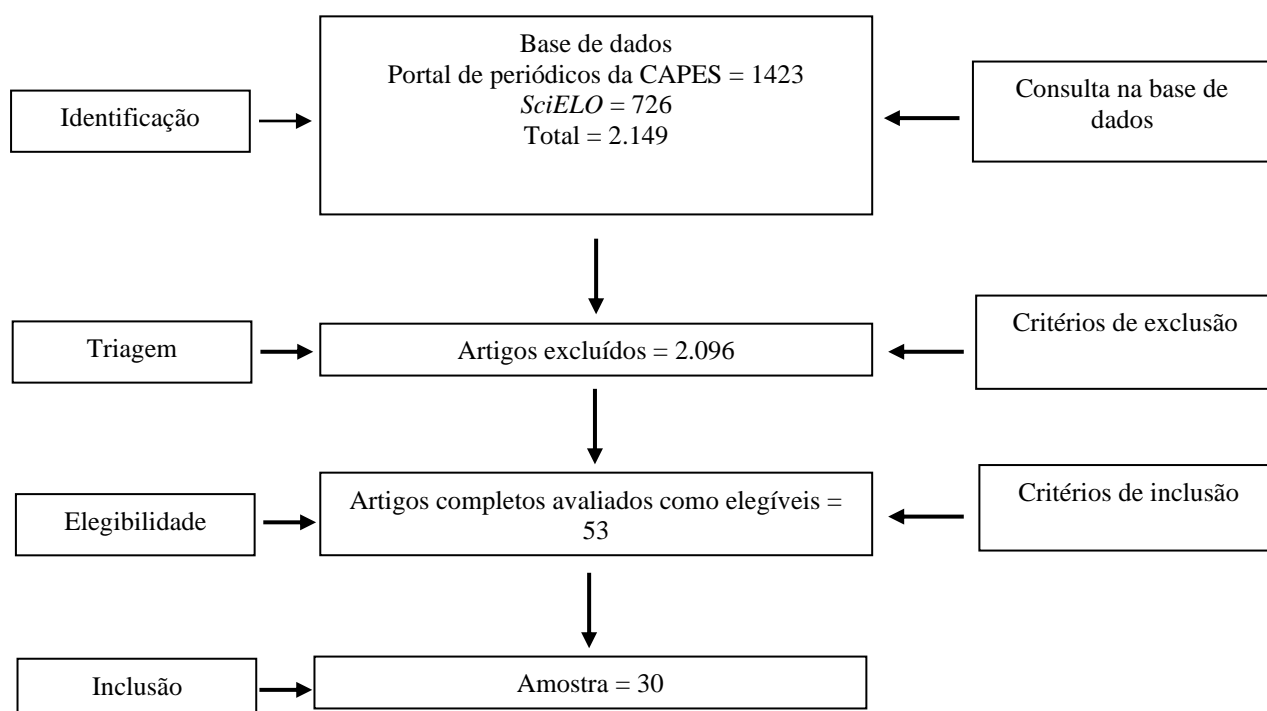 Base de dados
Portal de periódicos da CAPES = 1423
SciELO = 726
Total = 2.149
Identificação
Consulta na base de
dados
Triagem
Artigos excluídos = 2.096
Critérios de exclusão
Elegibilidade
Artigos completos avaliados como elegíveis =
53
Critérios de inclusão
Inclusão
Amostra = 30